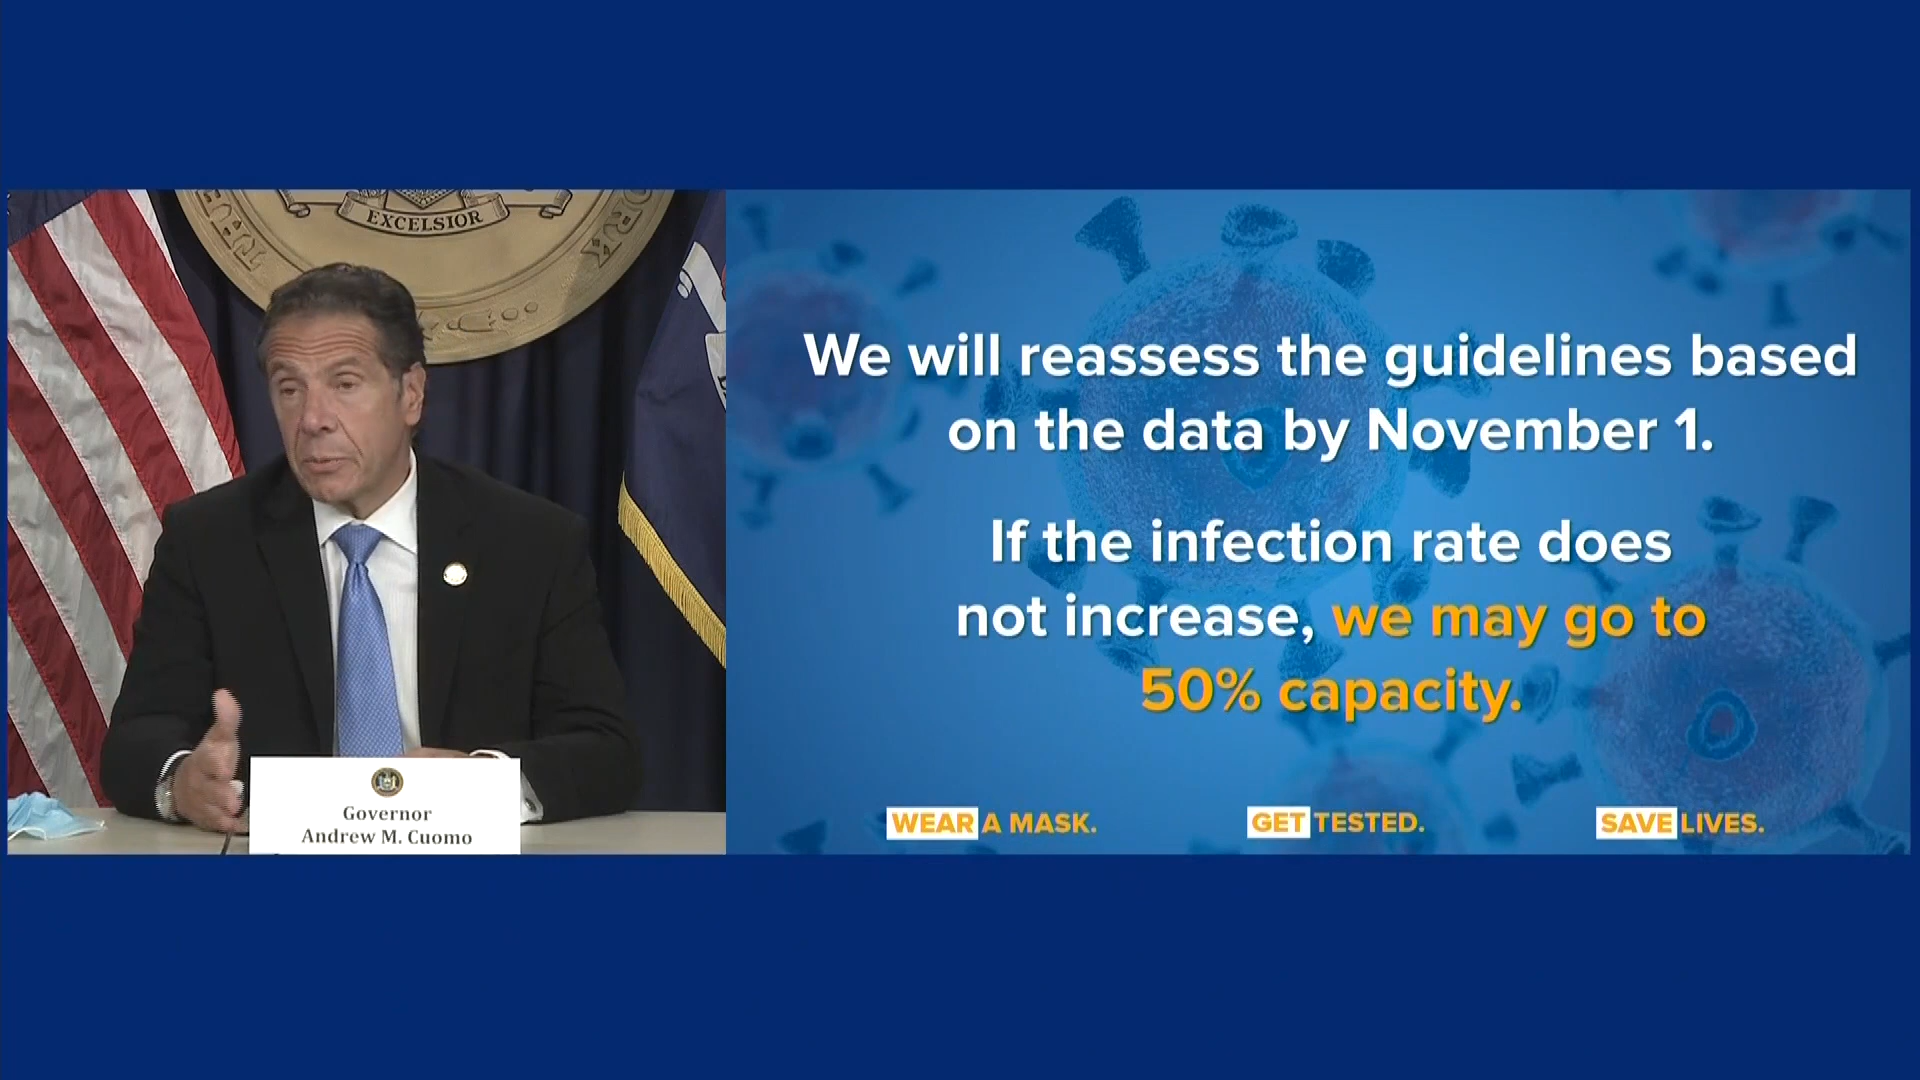 EXCELSIOR
Governor
Andrew M. Cuomo
We will reassess the guidelines based
on the data by November 1.
If the infection rate does
not increase, we may go to
50% capacity.
WEAR A MASK.
GET TESTED.
SAVE LIVES.